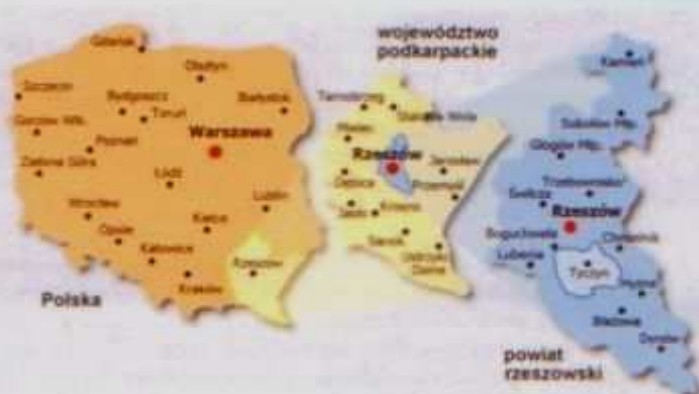 Gdańsk
Olsztyn
Szczecin
Bydgoszcz
Białystok
Gorzów Wlk.
Toruń
Poznań
Warszawa
Zielona Góra
Łódź
Wrocław
Lublin
Opole
Kielce
Katowice
Rzeszów
Kraków
Polska
województwo
podkarpackie
Tarnobrzeg
Stalowa Wola
Mielec
Rzeszów
Jarosław
Dębica
Przemyśl
Jasło
Krosno
Sanok
Ustrzyki
Dolne
Kamień
Sokołów Młp.
Głogów Młp.
Trzebownisko
Świlcza
Rzeszów
Boguchwała
Chmielnik
Lubenia
Tyczyn
Hyżne
Błażowa
Dynów
powiat
rzeszowski